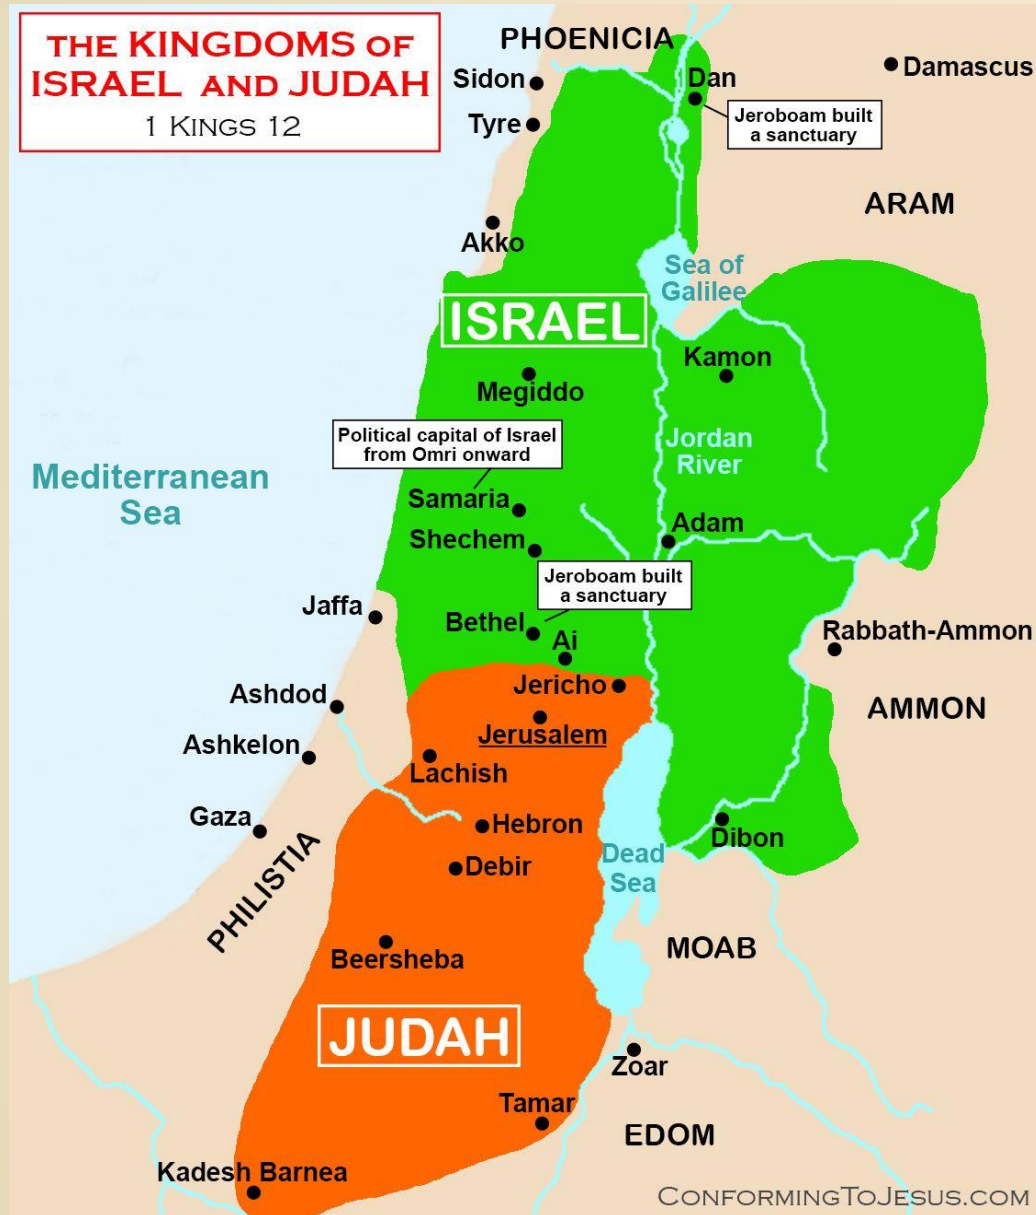 THE KINGDOMS OF
ISRAEL AND JUDAH
1 KINGS 12
PHOENICIA
Sidon
Damascus
Dan
Tyre
Jeroboam built
a sanctuary
ARAM
Akko
Sea of
Galilee
ISRAEL
Kamon
Megiddo
Political capital of Israel
from Omri onward
Jordan
River
Mediterranean
Sea
Samaria
Adam
Shechem
Jeroboam built
a sanctuary
Jaffa
Bethel
Ai
Rabbath-Ammon
Jericho
Ashdod
AMMON
Jerusalem
Ashkelon
Lachish
Gaza
Hebron
Dibon
Dead
Sea
Debir
PHILISTIA
MOAB
Beersheba
JUDAH
Zoar
Tamar
EDOM
Kadesh Barnea
CONFORMINGTOJESUS.COM